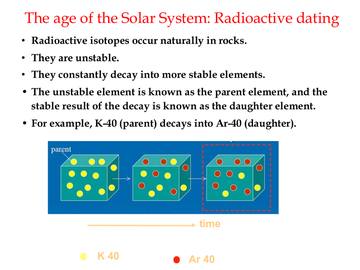 The age of the Solar System: Radioactive dating
• Radioactive isotopes occur naturally in rocks.
• They are unstable.
• They constantly decay into more stable elements.
• The unstable element is known as the parent element, and the
stable result of the decay is known as the daughter element.
• For example, K-40 (parent) decays into Ar-40 (daughter).
parent
time
K 40
Ar 40